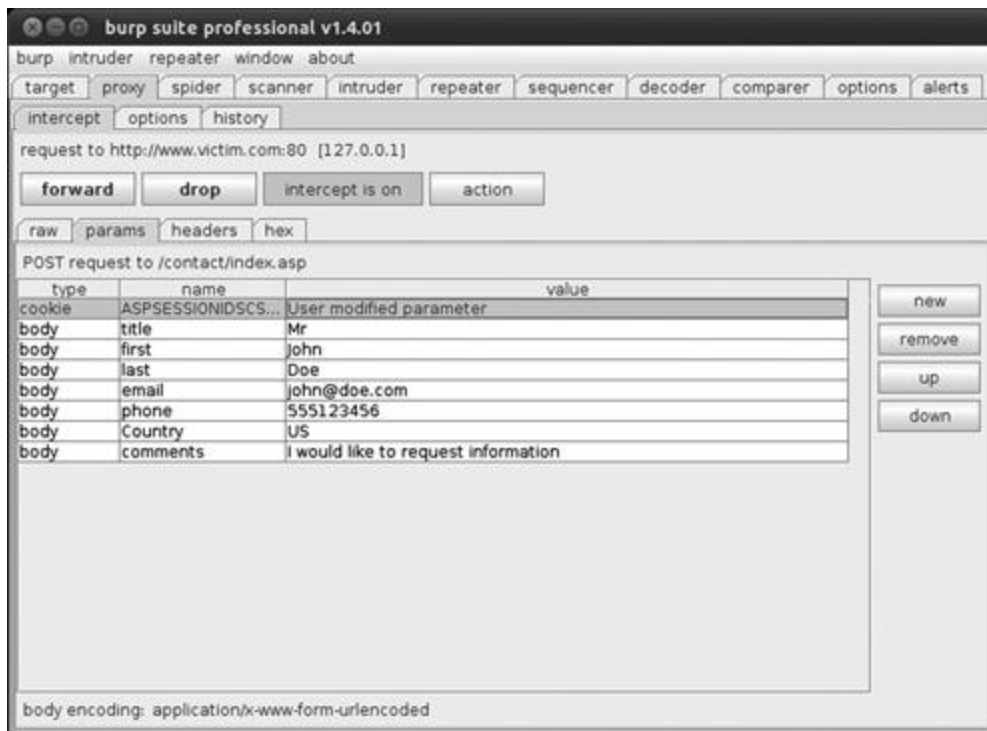 burp suite professional v1.4.01
burp intruder repeater window about
target proxy spider scanner intruder repeater sequencer decoder comparer options alerts
intercept options history
request to http://www.victim.com:80 [127.0.0.1]
forward drop intercept is on action
raw params headers hex
POST request to /contact/index.asp
type name value
cookie ASPSESSIONIDSCS... User modified parameter
body title Mr
body first John
body last Doe
body email john@doe.com
body phone 555123456
body Country US
body comments I would like to request information
new
remove
up
down
body encoding: application/x-www-form-urlencoded